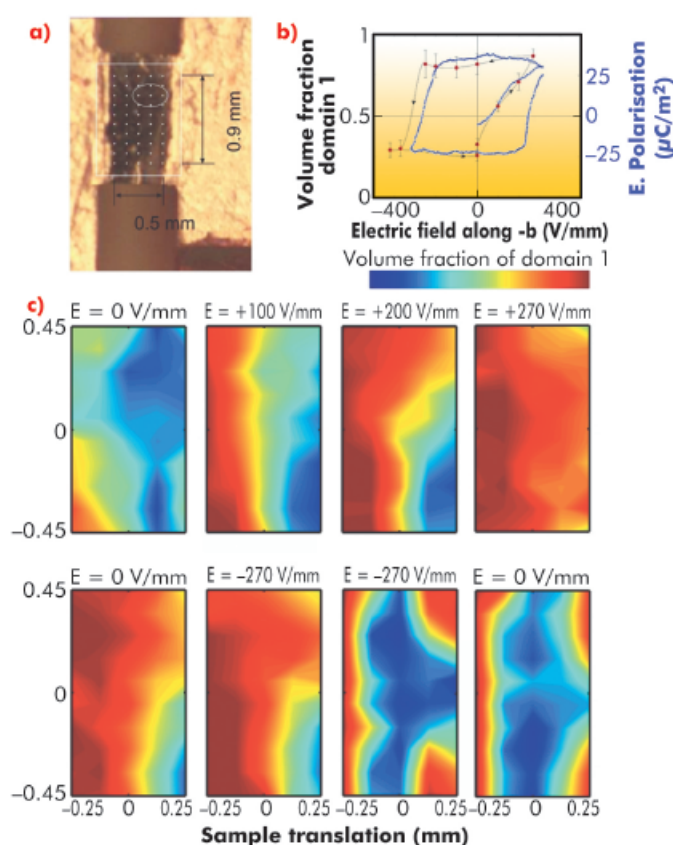 a)
0.9 mm
0.5 mm
b)
Volume fraction
domain 1
1
0.5
0
25
0
−25
E. Polarisation
(µC/m²)
−400 0 400
Electric field along -b (V/mm)
Volume fraction of domain 1
c)
E = 0 V/mm E = +100 V/mm E = +200 V/mm E = +270 V/mm
0.45
0
−0.45
E = 0 V/mm E = −270 V/mm E = −270 V/mm E = 0 V/mm
0.45
0
−0.45
−0.25 0 0.25 −0.25 0 0.25 −0.25 0 0.25 −0.25 0 0.25
Sample translation (mm)